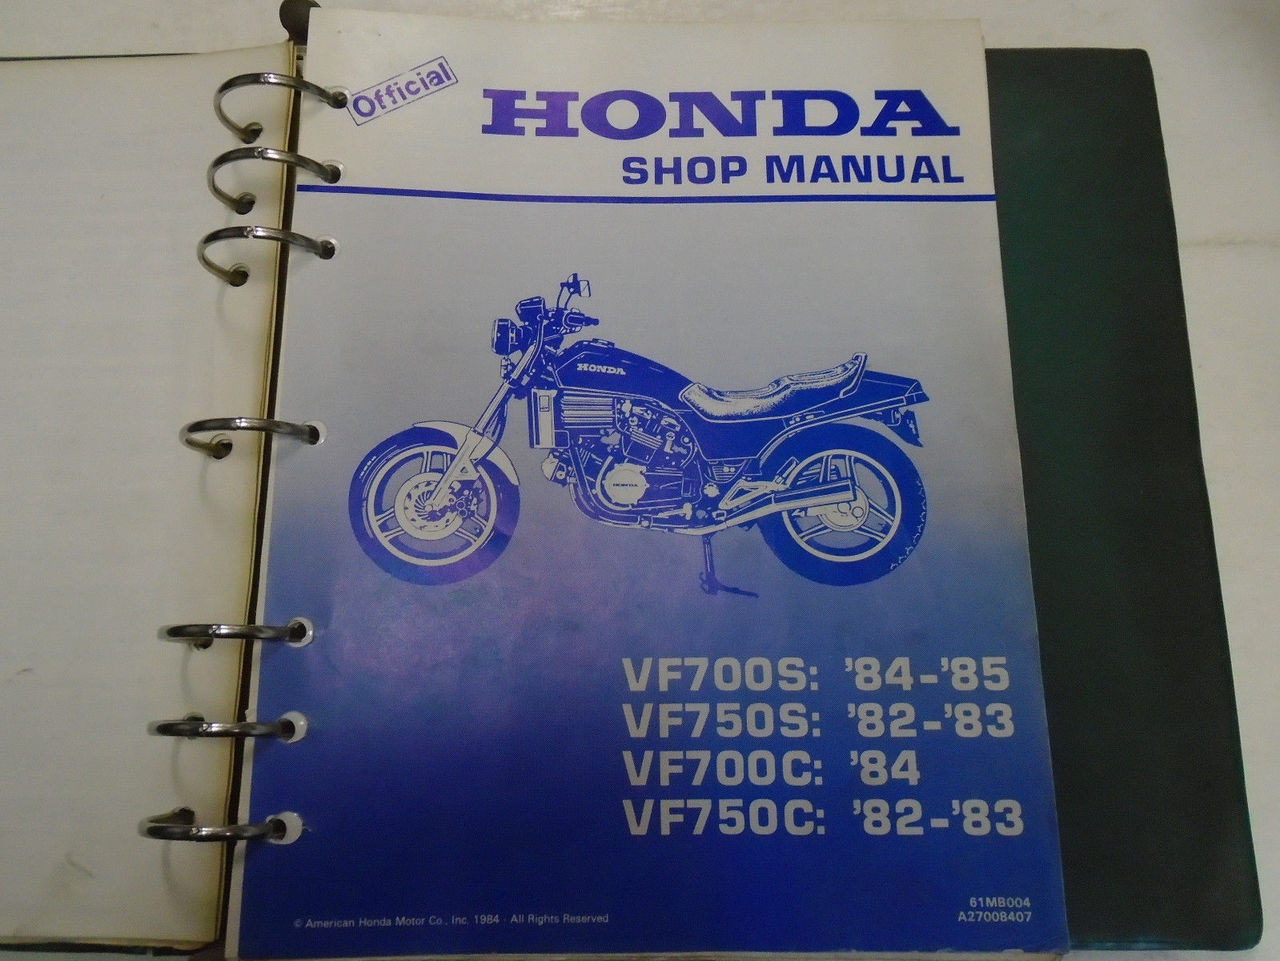 Official
HONDA
SHOP MANUAL
HONDA
HONDA
VF700S: '84-'85
VF750S: '82-'83
VF700C: '84
VF750C: '82-'83
61MB004
A27008407
© American Honda Motor Co., Inc. 1984 - All Rights Reserved